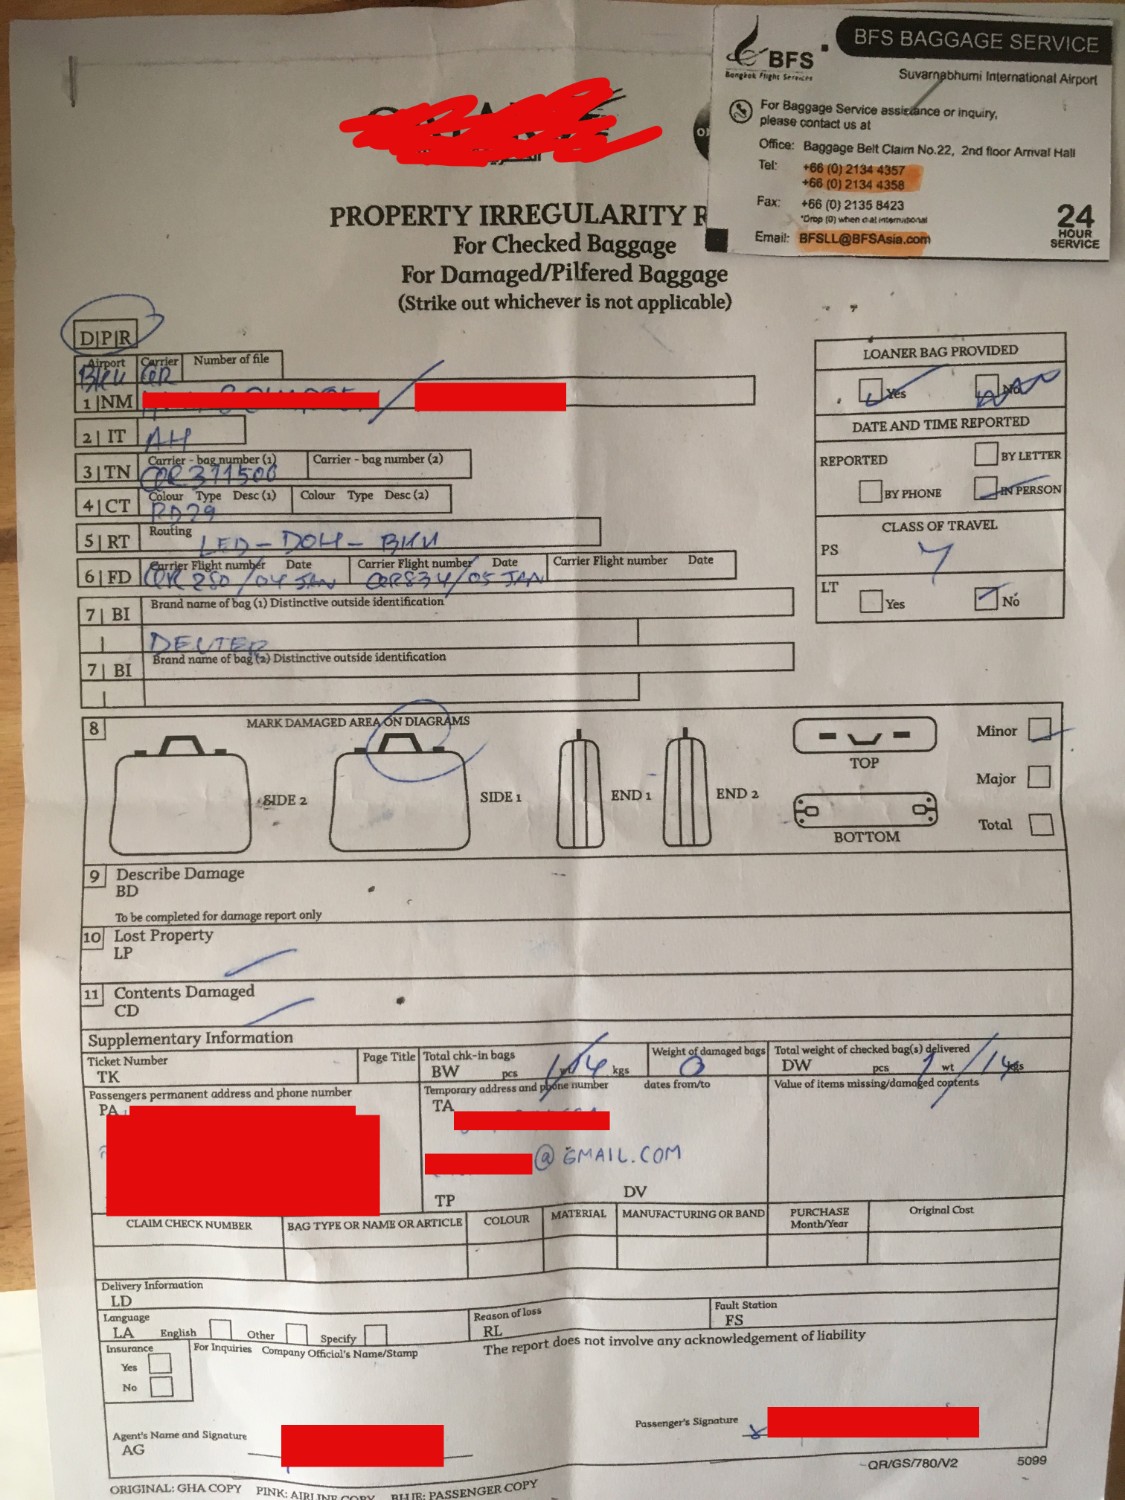 BFS
Bangkok Flight Services
BFS BAGGAGE SERVICE
Suvarnabhumi International Airport
For Baggage Service assistance or inquiry,
please contact us at
Office: Baggage Belt Claim No.22, 2nd floor Arrival Hall
Tel: +66 (0) 2134 4357
+66 (0) 2134 4358
Fax: +66 (0) 2135 8423
*Drop (0) when dial international
Email: BFSLL@BFSAsia.com
24
HOUR
SERVICE
PROPERTY IRREGULARITY R
For Checked Baggage
For Damaged/Pilfered Baggage
(Strike out whichever is not applicable)
D|P|R
Airport Carrier Number of file
BKK QR
1 | NM
2 | IT AH
3 | TN Carrier - bag number (1) Carrier - bag number (2)
QR371506
4 | CT Colour Type Desc (1) Colour Type Desc (2)
RD29
5 | RT Routing
LED - DOH - BKK
6 | FD Carrier Flight number Date Carrier Flight number Date Carrier Flight number Date
QR 280/04 JAN QR834/05 JAN
7 | BI Brand name of bag (1) Distinctive outside identification
DEUTER
7 | BI Brand name of bag (2) Distinctive outside identification
LOANER BAG PROVIDED
Yes No
DATE AND TIME REPORTED
REPORTED BY LETTER
BY PHONE IN PERSON
CLASS OF TRAVEL
PS Y
LT Yes No
8 MARK DAMAGED AREA ON DIAGRAMS
SIDE 2 SIDE 1 END 1 END 2 TOP BOTTOM
Minor
Major
Total
9 Describe Damage
BD
To be completed for damage report only
10 Lost Property
LP
11 Contents Damaged
CD
Supplementary Information
Ticket Number
TK
Page Title
Total chk-in bags
BW pcs 1/14 wt kgs
Weight of damaged bags
0
Total weight of checked bag(s) delivered
DW pcs 1/14 wt kgs
Passengers permanent address and phone number
PA
Temporary address and phone number dates from/to
TA
@GMAIL.COM
TP DV
Value of items missing/damaged contents
CLAIM CHECK NUMBER BAG TYPE OR NAME OR ARTICLE COLOUR MATERIAL MANUFACTURING OR BAND PURCHASE Month/Year Original Cost
Delivery Information
LD
Language
LA English Other Specify
Reason of loss
RL
Fault Station
FS
Insurance
Yes
No
For Inquiries Company Official's Name/Stamp
The report does not involve any acknowledgement of liability
Agent's Name and Signature
AG
Passenger's Signature
QR/GS/780/V2 5099
ORIGINAL: GHA COPY PINK: AIRLINE COPY BLUE: PASSENGER COPY